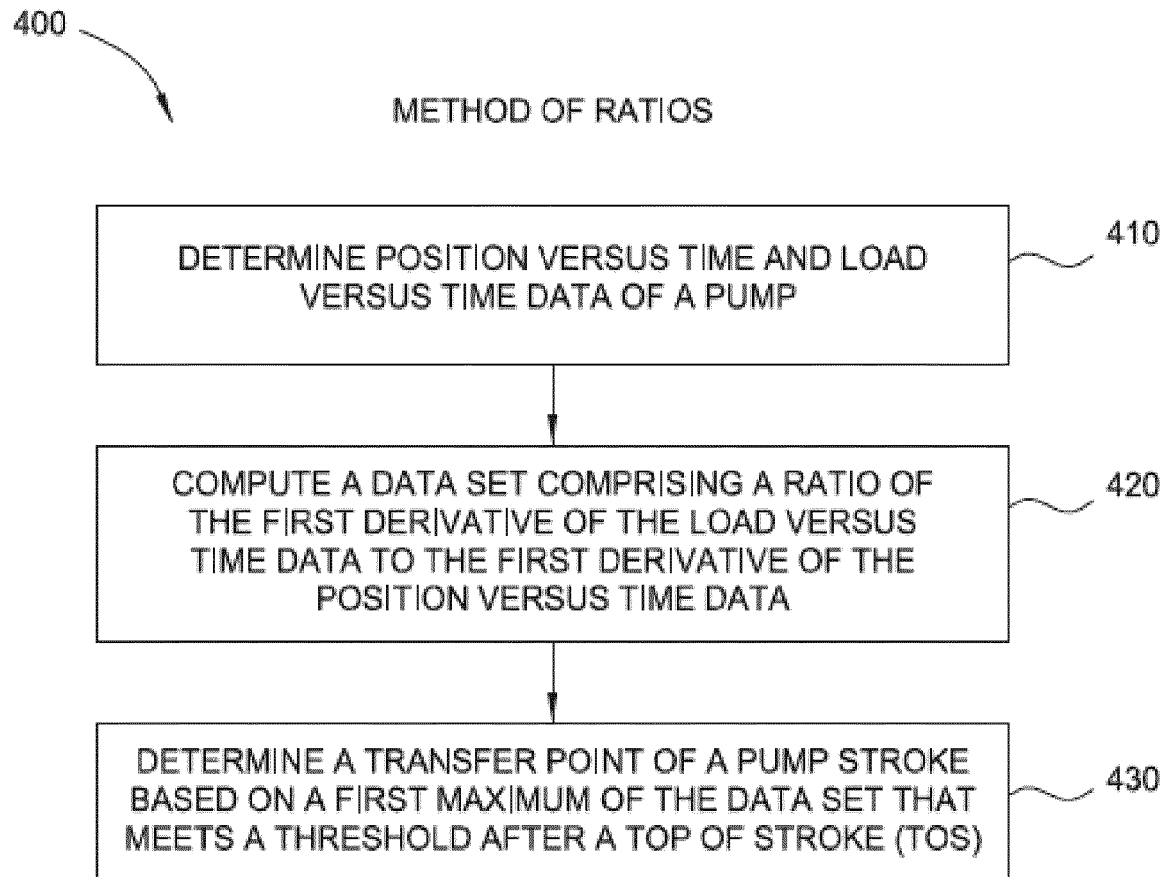 400
METHOD OF RATIOS
DETERMINE POSITION VERSUS TIME AND LOAD
VERSUS TIME DATA OF A PUMP
410
COMPUTE A DATA SET COMPRISING A RATIO OF
THE FIRST DERIVATIVE OF THE LOAD VERSUS
TIME DATA TO THE FIRST DERIVATIVE OF THE
POSITION VERSUS TIME DATA
420
DETERMINE A TRANSFER POINT OF A PUMP STROKE
BASED ON A FIRST MAXIMUM OF THE DATA SET THAT
MEETS A THRESHOLD AFTER A TOP OF STROKE (TOS)
430